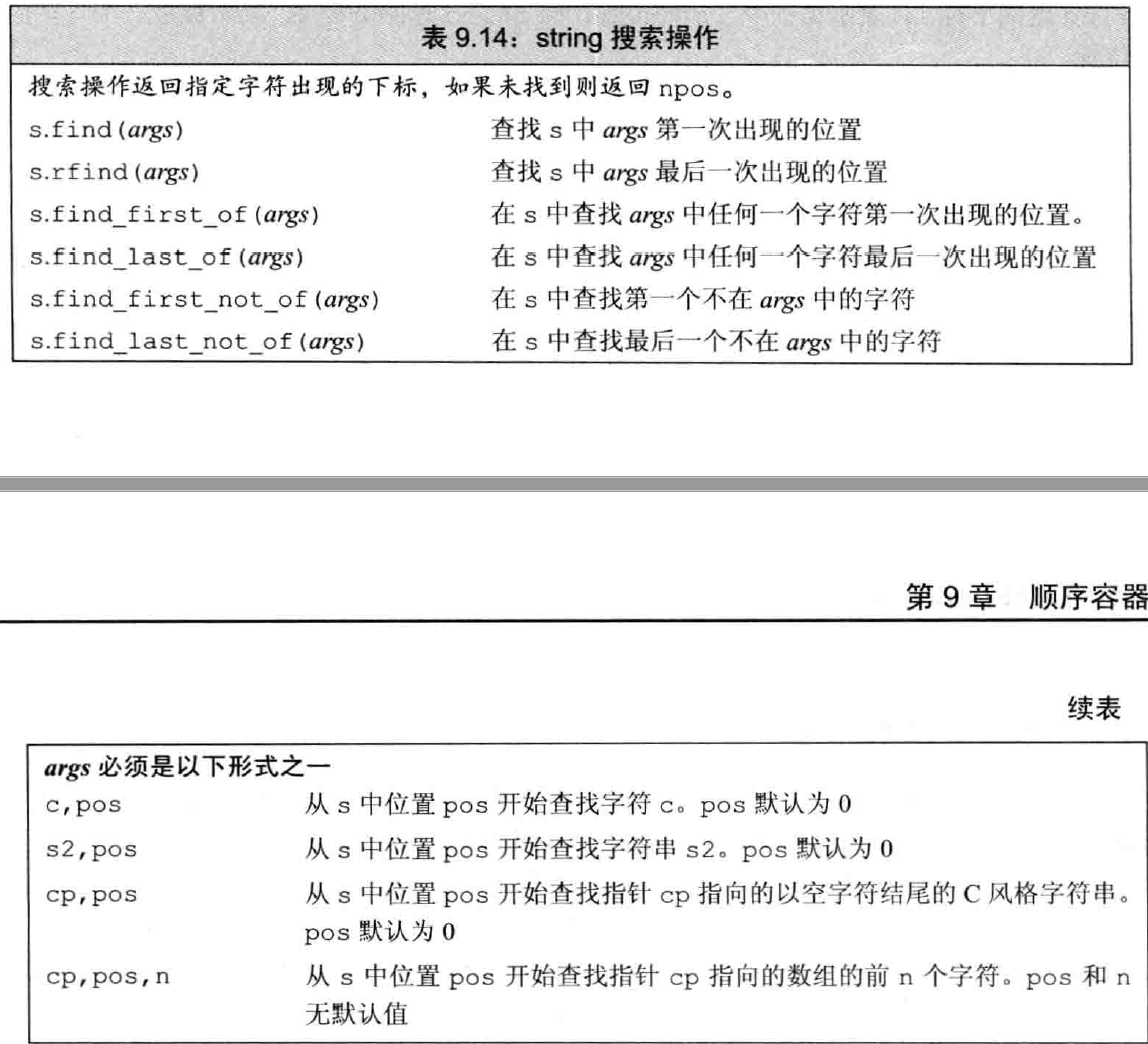 表 9.14：string 搜索操作
搜索操作返回指定字符出现的下标，如果未找到则返回 npos。
s.find(args) 查找 s 中 args 第一次出现的位置
s.rfind(args) 查找 s 中 args 最后一次出现的位置
s.find_first_of(args) 在 s 中查找 args 中任何一个字符第一次出现的位置。
s.find_last_of(args) 在 s 中查找 args 中任何一个字符最后一次出现的位置
s.find_first_not_of(args) 在 s 中查找第一个不在 args 中的字符
s.find_last_not_of(args) 在 s 中查找最后一个不在 args 中的字符
第 9 章 顺序容器
续表
args 必须是以下形式之一
c,pos 从 s 中位置 pos 开始查找字符 c。pos 默认为 0
s2,pos 从 s 中位置 pos 开始查找字符串 s2。pos 默认为 0
cp,pos 从 s 中位置 pos 开始查找指针 cp 指向的以空字符结尾的 C 风格字符串。
pos 默认为 0
cp,pos,n 从 s 中位置 pos 开始查找指针 cp 指向的数组的前 n 个字符。pos 和 n
无默认值